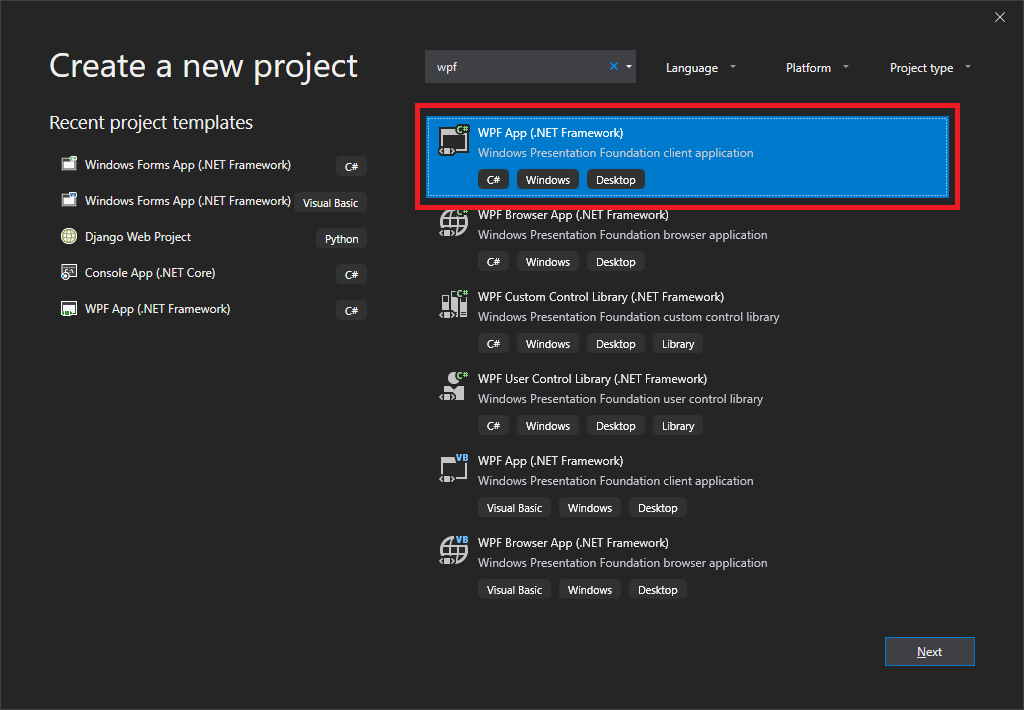 Create a new project
wpf
Language
Platform
Project type
Recent project templates
Windows Forms App (.NET Framework)
C#
Windows Forms App (.NET Framework)
Visual Basic
Django Web Project
Python
Console App (.NET Core)
C#
WPF App (.NET Framework)
C#
C#
WPF App (.NET Framework)
Windows Presentation Foundation client application
C# Windows Desktop
C#
WPF Browser App (.NET Framework)
Windows Presentation Foundation browser application
C# Windows Desktop
C#
WPF Custom Control Library (.NET Framework)
Windows Presentation Foundation custom control library
C# Windows Desktop Library
C#
WPF User Control Library (.NET Framework)
Windows Presentation Foundation user control library
C# Windows Desktop Library
VB
WPF App (.NET Framework)
Windows Presentation Foundation client application
Visual Basic Windows Desktop
VB
WPF Browser App (.NET Framework)
Windows Presentation Foundation browser application
Visual Basic Windows Desktop
Next